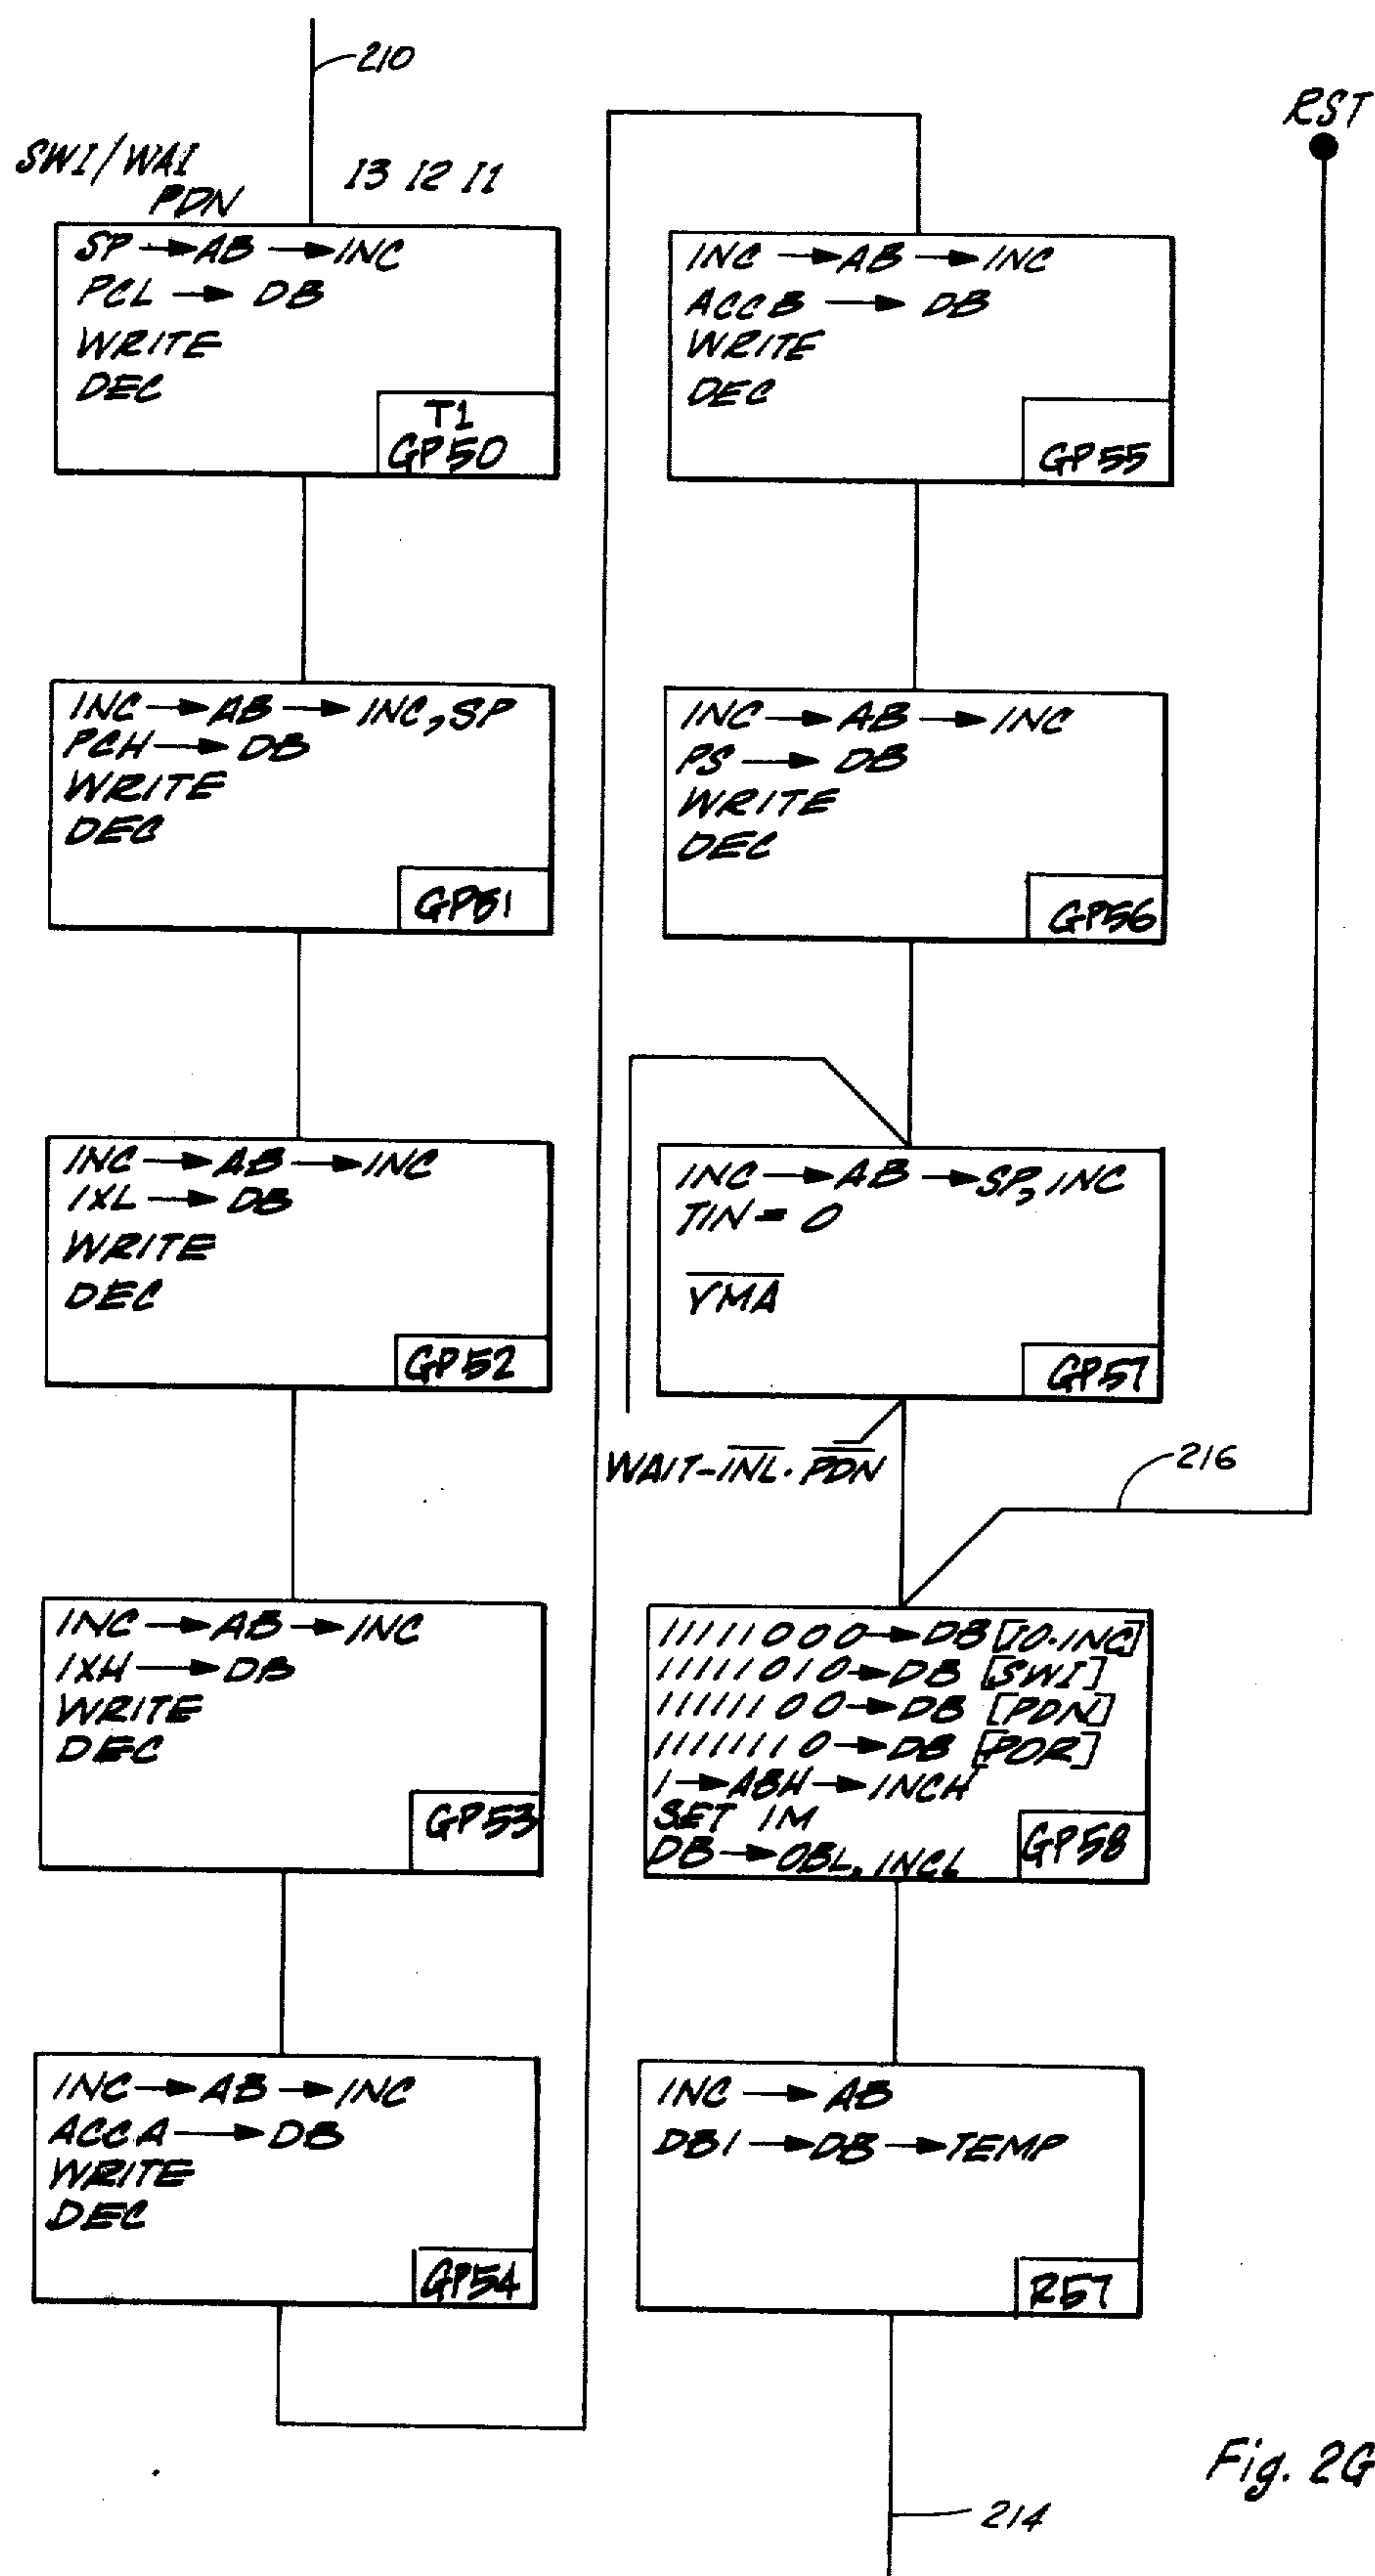 210
SWI/WAI
PDN
I3 I2 I1
SP → AB → INC
PCL → DB
WRITE
DEC
T1
GP50
INC → AB → INC, SP
PCH → DB
WRITE
DEC
GP51
INC → AB → INC
IXL → DB
WRITE
DEC
GP52
INC → AB → INC
IXH → DB
WRITE
DEC
GP53
INC → AB → INC
ACCA → DB
WRITE
DEC
GP54
INC → AB → INC
ACCB → DB
WRITE
DEC
GP55
INC → AB → INC
PS → DB
WRITE
DEC
GP56
INC → AB → SP, INC
TIN = 0
V̅M̅A̅
GP57
WAIT-I̅N̅L̅. P̅D̅N̅
RST
216
11111000 → DB [IO·INC]
11111010 → DB [SWI]
11111100 → DB [PDN]
11111110 → DB [POR]
1 → ABH → INCH
SET IM
DB → OBL, INCL
GP58
INC → AB
DBI → DB → TEMP
R57
214
Fig. 2G